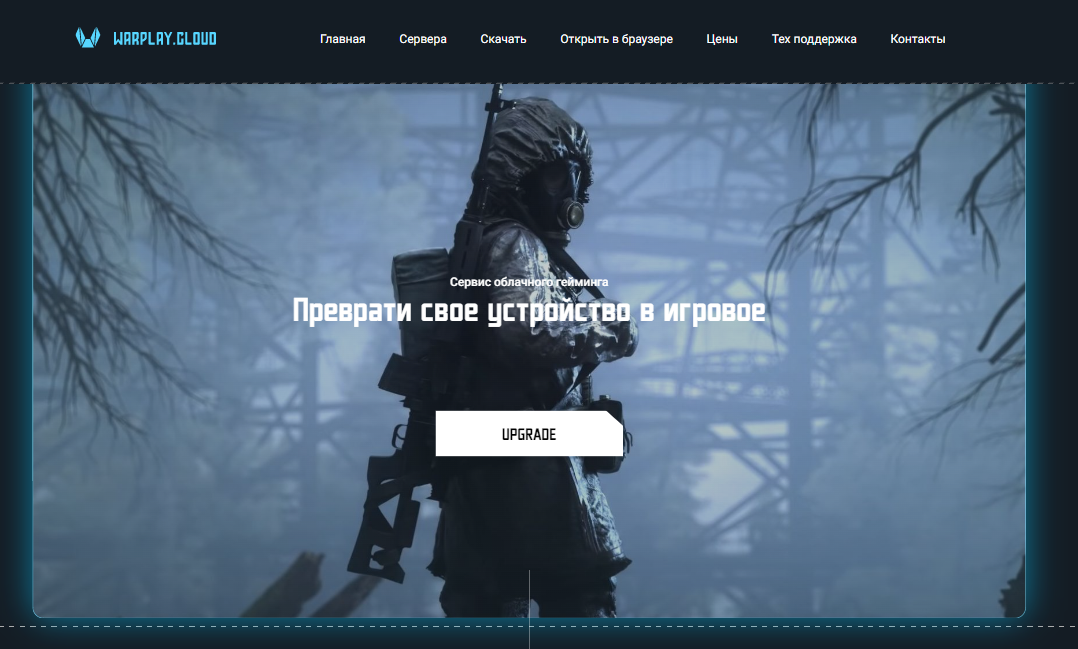 WARPLAY.CLOUD
Главная Сервера Скачать Открыть в браузере Цены Тех поддержка Контакты
Сервис облачного гейминга
Преврати свое устройство в игровое
UPGRADE